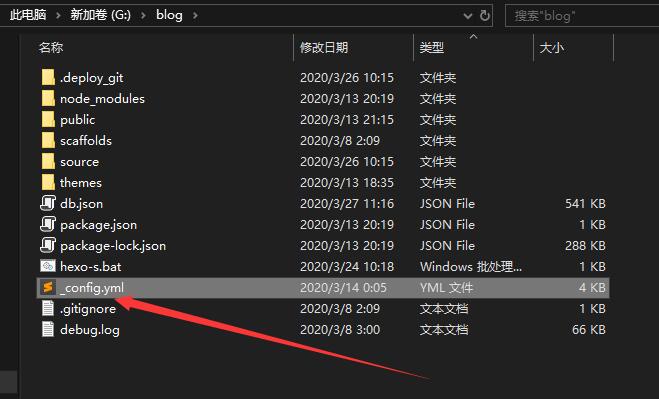 此电脑 › 新加卷 (G:) › blog › 搜索"blog"
名称 修改日期 类型 大小
.deploy_git 2020/3/26 10:15 文件夹
node_modules 2020/3/13 20:19 文件夹
public 2020/3/13 21:15 文件夹
scaffolds 2020/3/8 2:09 文件夹
source 2020/3/26 10:15 文件夹
themes 2020/3/13 18:35 文件夹
db.json 2020/3/27 11:16 JSON File 541 KB
package.json 2020/3/13 20:19 JSON File 1 KB
package-lock.json 2020/3/13 20:19 JSON File 288 KB
hexo-s.bat 2020/3/24 10:18 Windows 批处理... 1 KB
_config.yml 2020/3/14 0:05 YML 文件 4 KB
.gitignore 2020/3/8 2:09 文本文档 1 KB
debug.log 2020/3/8 3:00 文本文档 66 KB